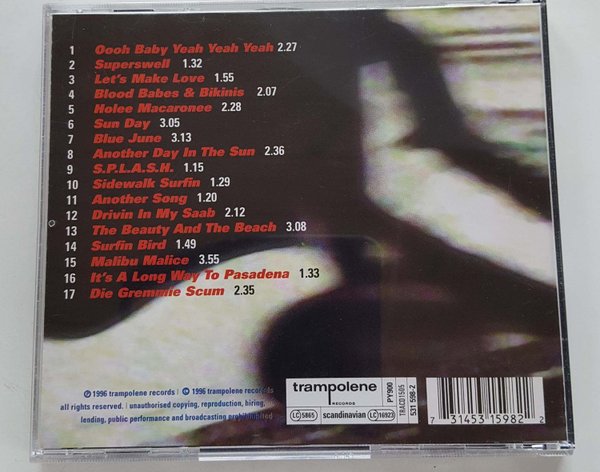 1 Oooh Baby Yeah Yeah Yeah 2.27
2 Superswell 1.32
3 Let's Make Love 1.55
4 Blood Babes & Bikinis 2.07
5 Holee Macaronee 2.28
6 Sun Day 3.05
7 Blue June 3.13
8 Another Day In The Sun 2.36
9 S.P.L.A.S.H. 1.15
10 Sidewalk Surfin 1.29
11 Another Song 1.20
12 Drivin In My Saab 2.12
13 The Beauty And The Beach 3.08
14 Surfin Bird 1.49
15 Malibu Malice 3.55
16 It's A Long Way To Pasadena 1.33
17 Die Gremmie Scum 2.35
℗ 1996 trampolene records | © 1996 trampolene records
all rights reserved. | unauthorised copying, reproduction, hiring,
lending, public performance and broadcasting prohibited
trampolene
RECORDS
LC 5865 scandinavian LC 16923
PY900
TRACD1505
531 598-2
7 31453 15982 2